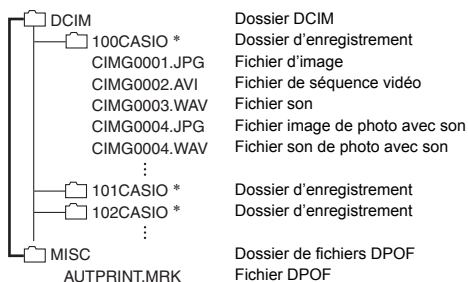 DCIM Dossier DCIM
100CASIO * Dossier d'enregistrement
CIMG0001.JPG Fichier d'image
CIMG0002.AVI Fichier de séquence vidéo
CIMG0003.WAV Fichier son
CIMG0004.JPG Fichier image de photo avec son
CIMG0004.WAV Fichier son de photo avec son
⋮
101CASIO * Dossier d'enregistrement
102CASIO * Dossier d'enregistrement
⋮
MISC Dossier de fichiers DPOF
AUTPRINT.MRK Fichier DPOF